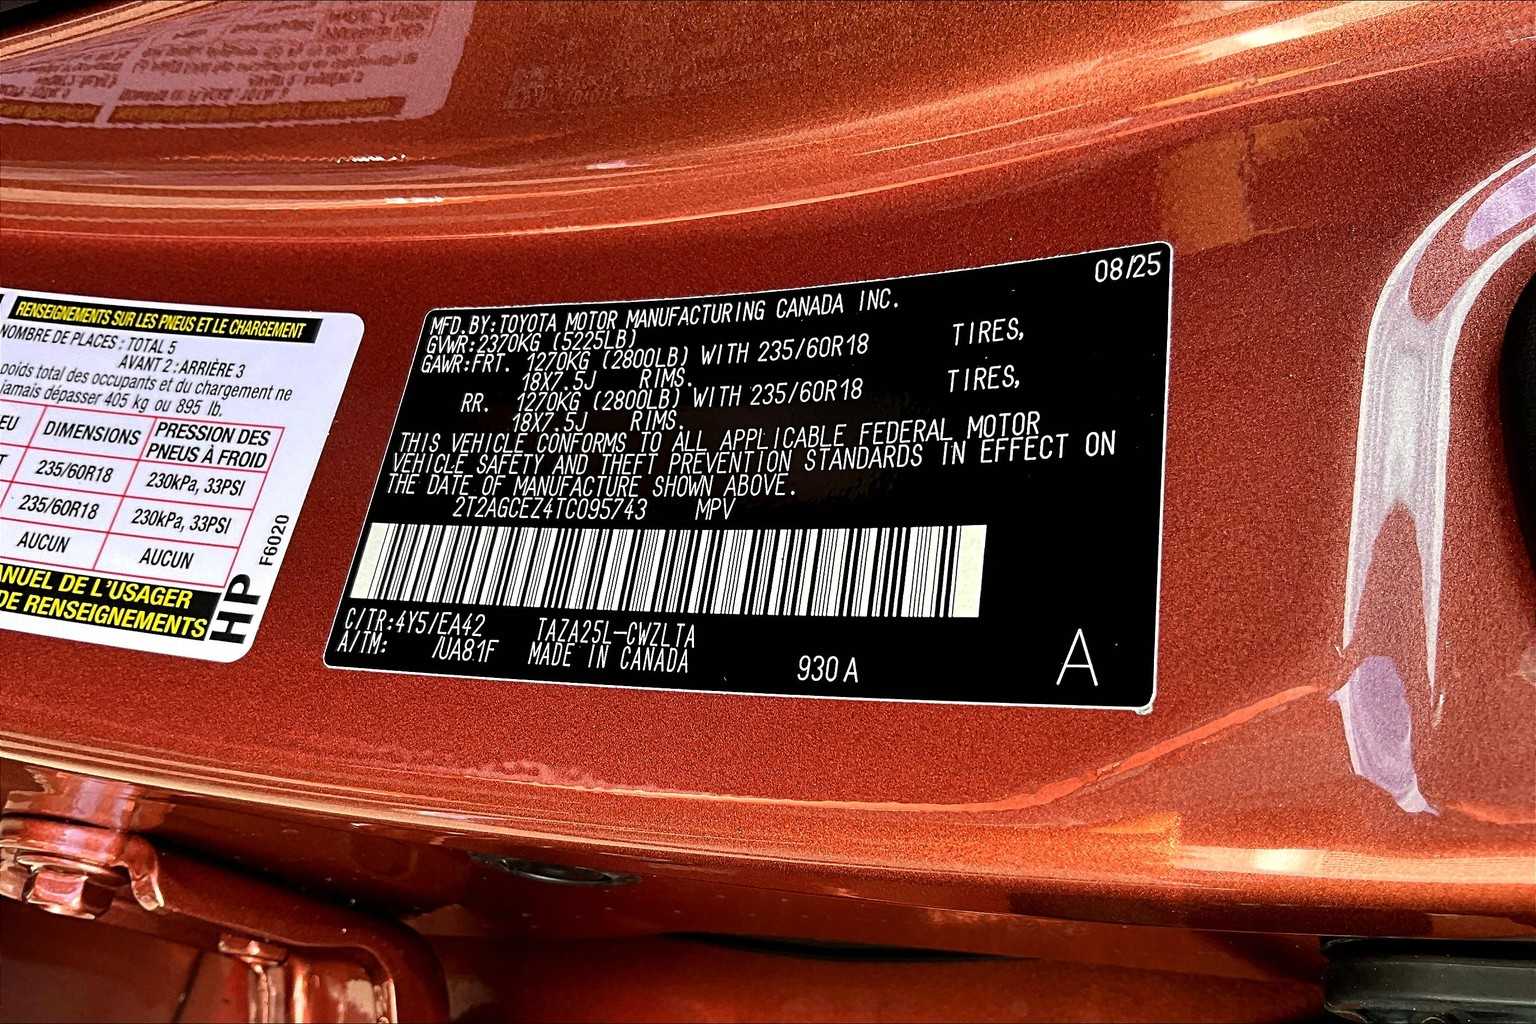 RENSEIGNEMENTS SUR LES PNEUS ET LE CHARGEMENT
NOMBRE DE PLACES : TOTAL 5
AVANT 2 : ARRIÈRE 3
poids total des occupants et du chargement ne
jamais dépasser 405 kg ou 895 lb.
DIMENSIONS
PRESSION DES
PNEUS À FROID
235/60R18
230kPa, 33PSI
235/60R18
230kPa, 33PSI
AUCUN
AUCUN
DE L'USAGER
DE RENSEIGNEMENTS
HP
F6020
08/25
MFD. BY: TOYOTA MOTOR MANUFACTURING CANADA INC.
GVWR: 2370KG (5225LB)
GAWR: FRT. 1270KG (2800LB) WITH 235/60R18 TIRES,
18X7.5J RIMS.
RR. 1270KG (2800LB) WITH 235/60R18 TIRES,
18X7.5J RIMS.
THIS VEHICLE CONFORMS TO ALL APPLICABLE FEDERAL MOTOR
VEHICLE SAFETY AND THEFT PREVENTION STANDARDS IN EFFECT ON
THE DATE OF MANUFACTURE SHOWN ABOVE.
2T2AGCEZ4TC095743 MPV
C/TR: 4Y5/EA42 TAZA25L-CWZLTA
A/TM: /UA81F MADE IN CANADA
930 A
A